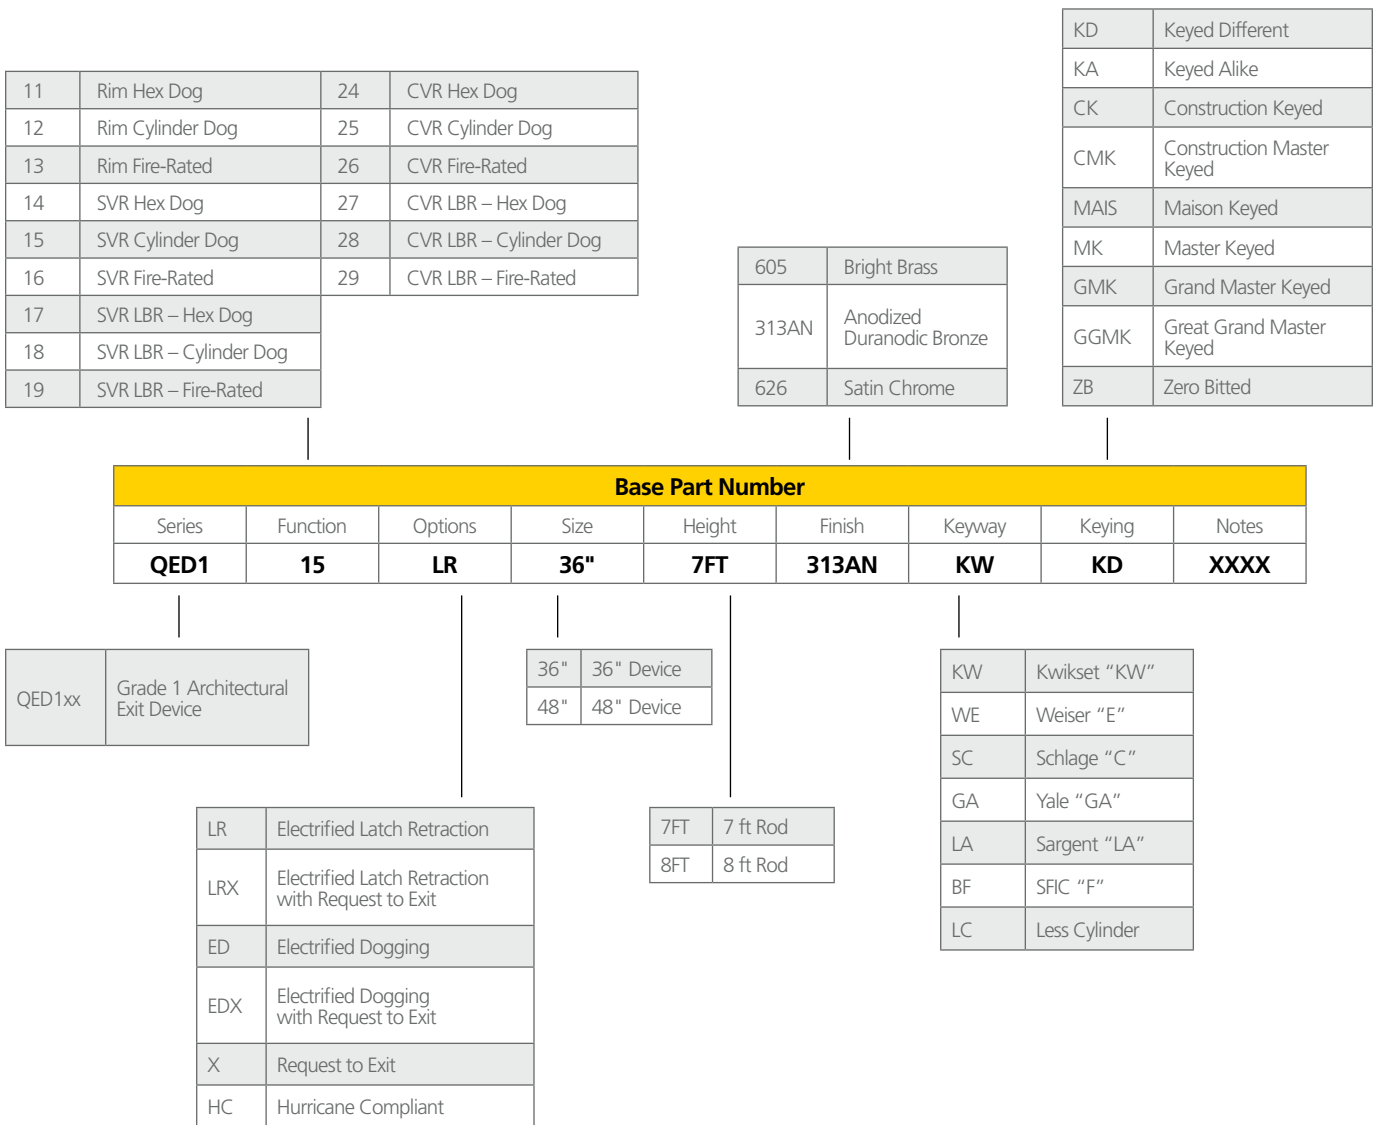 KD Keyed Different
KA Keyed Alike
CK Construction Keyed
CMK Construction Master
Keyed
MAIS Maison Keyed
MK Master Keyed
GMK Grand Master Keyed
GGMK Great Grand Master
Keyed
ZB Zero Bitted
11 Rim Hex Dog 24 CVR Hex Dog
12 Rim Cylinder Dog 25 CVR Cylinder Dog
13 Rim Fire-Rated 26 CVR Fire-Rated
14 SVR Hex Dog 27 CVR LBR – Hex Dog
15 SVR Cylinder Dog 28 CVR LBR – Cylinder Dog
16 SVR Fire-Rated 29 CVR LBR – Fire-Rated
17 SVR LBR – Hex Dog
18 SVR LBR – Cylinder Dog
19 SVR LBR – Fire-Rated
605 Bright Brass
313AN Anodized
Duranodic Bronze
626 Satin Chrome
Base Part Number
Series Function Options Size Height Finish Keyway Keying Notes
QED1 15 LR 36" 7FT 313AN KW KD XXXX
QED1xx Grade 1 Architectural
Exit Device
36" 36" Device
48" 48" Device
KW Kwikset “KW”
WE Weiser “E”
SC Schlage “C”
GA Yale “GA”
LA Sargent “LA”
BF SFIC “F”
LC Less Cylinder
LR Electrified Latch Retraction
LRX Electrified Latch Retraction
with Request to Exit
ED Electrified Dogging
EDX Electrified Dogging
with Request to Exit
X Request to Exit
HC Hurricane Compliant
7FT 7 ft Rod
8FT 8 ft Rod